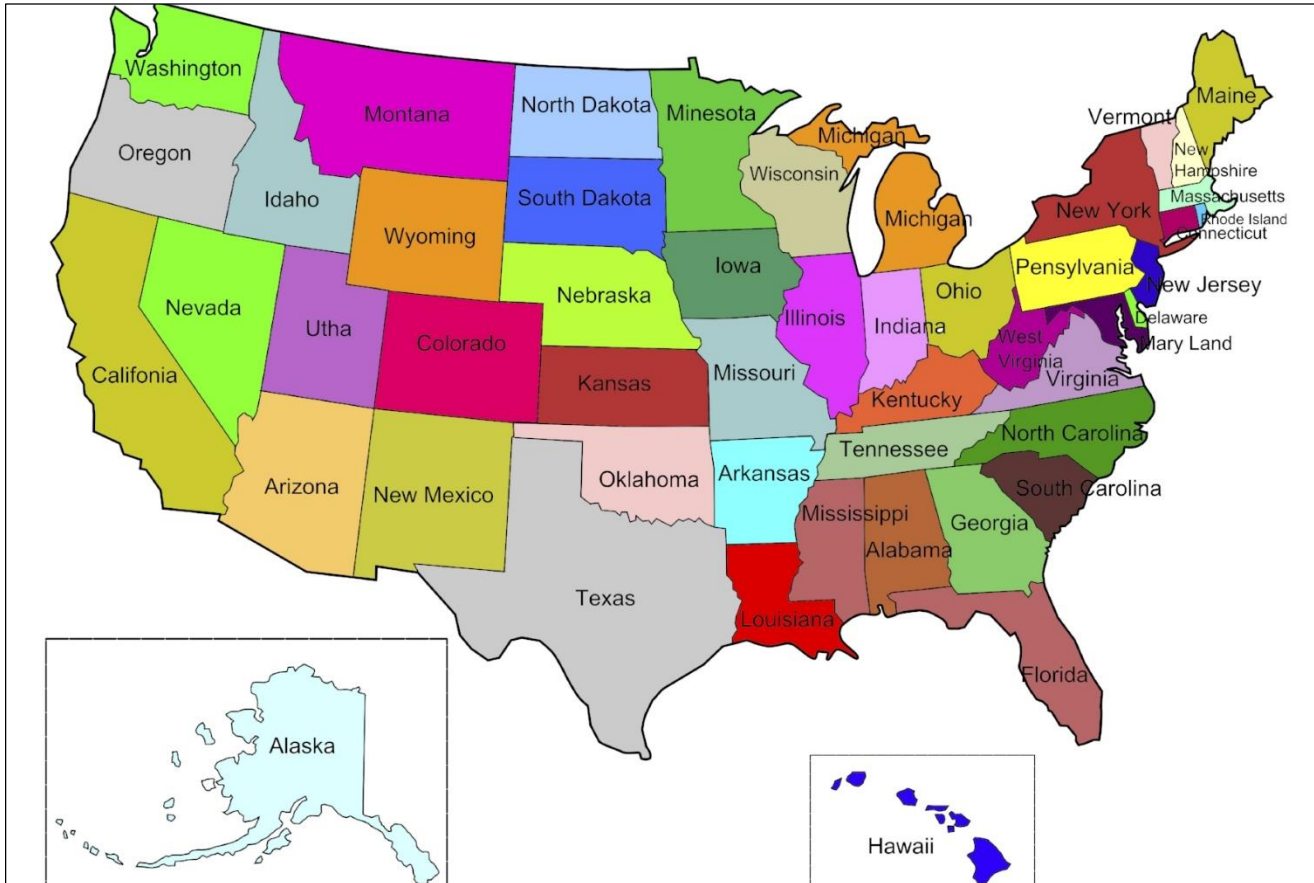 Washington
Montana
North Dakota
Minesota
Michigan
Vermont
Maine
Oregon
Idaho
South Dakota
Wisconsin
Michigan
New
Hampshire
Massachusetts
New York
Rhode Island
Connecticut
Wyoming
Iowa
Pensylvania
New Jersey
Nevada
Utha
Colorado
Nebraska
Illinois
Indiana
Ohio
West
Virginia
Delaware
Mary Land
Califonia
Kansas
Missouri
Kentucky
Virginia
Arizona
New Mexico
Oklahoma
Arkansas
Tennessee
North Carolina
South Carolina
Texas
Mississippi
Alabama
Georgia
Louisiana
Florida
Alaska
Hawaii